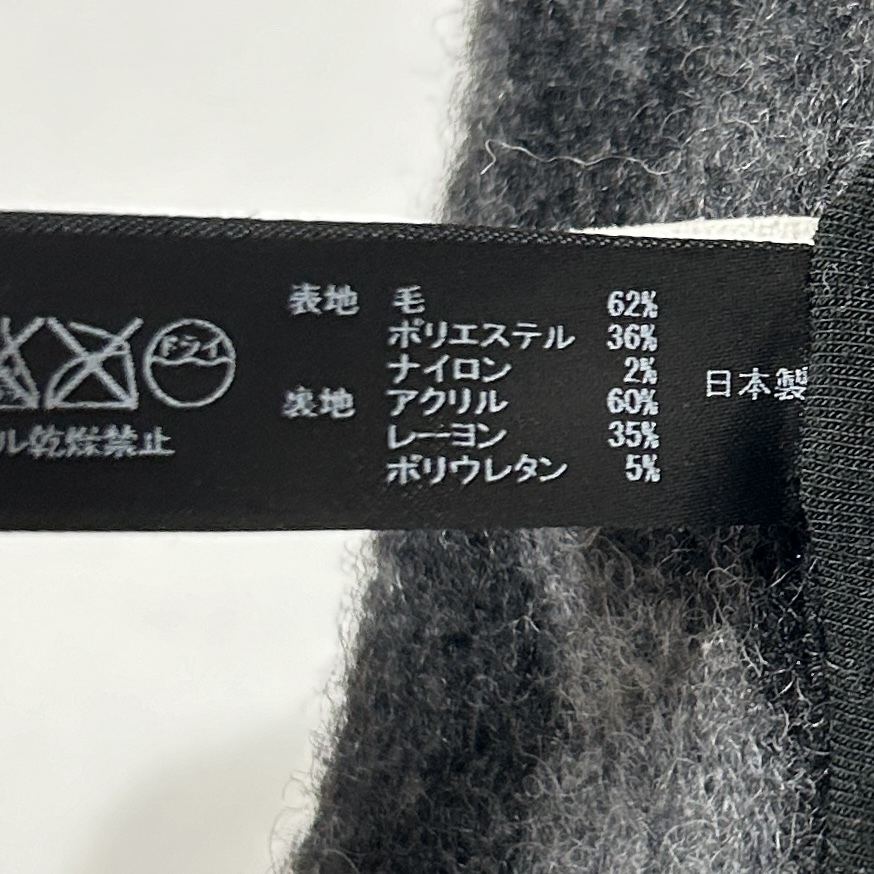 表地 毛 62%
ポリエステル 36%
ナイロン 2%
裏地 アクリル 60%
レーヨン 35%
ポリウレタン 5%
日本製
ドライ
ル乾燥禁止